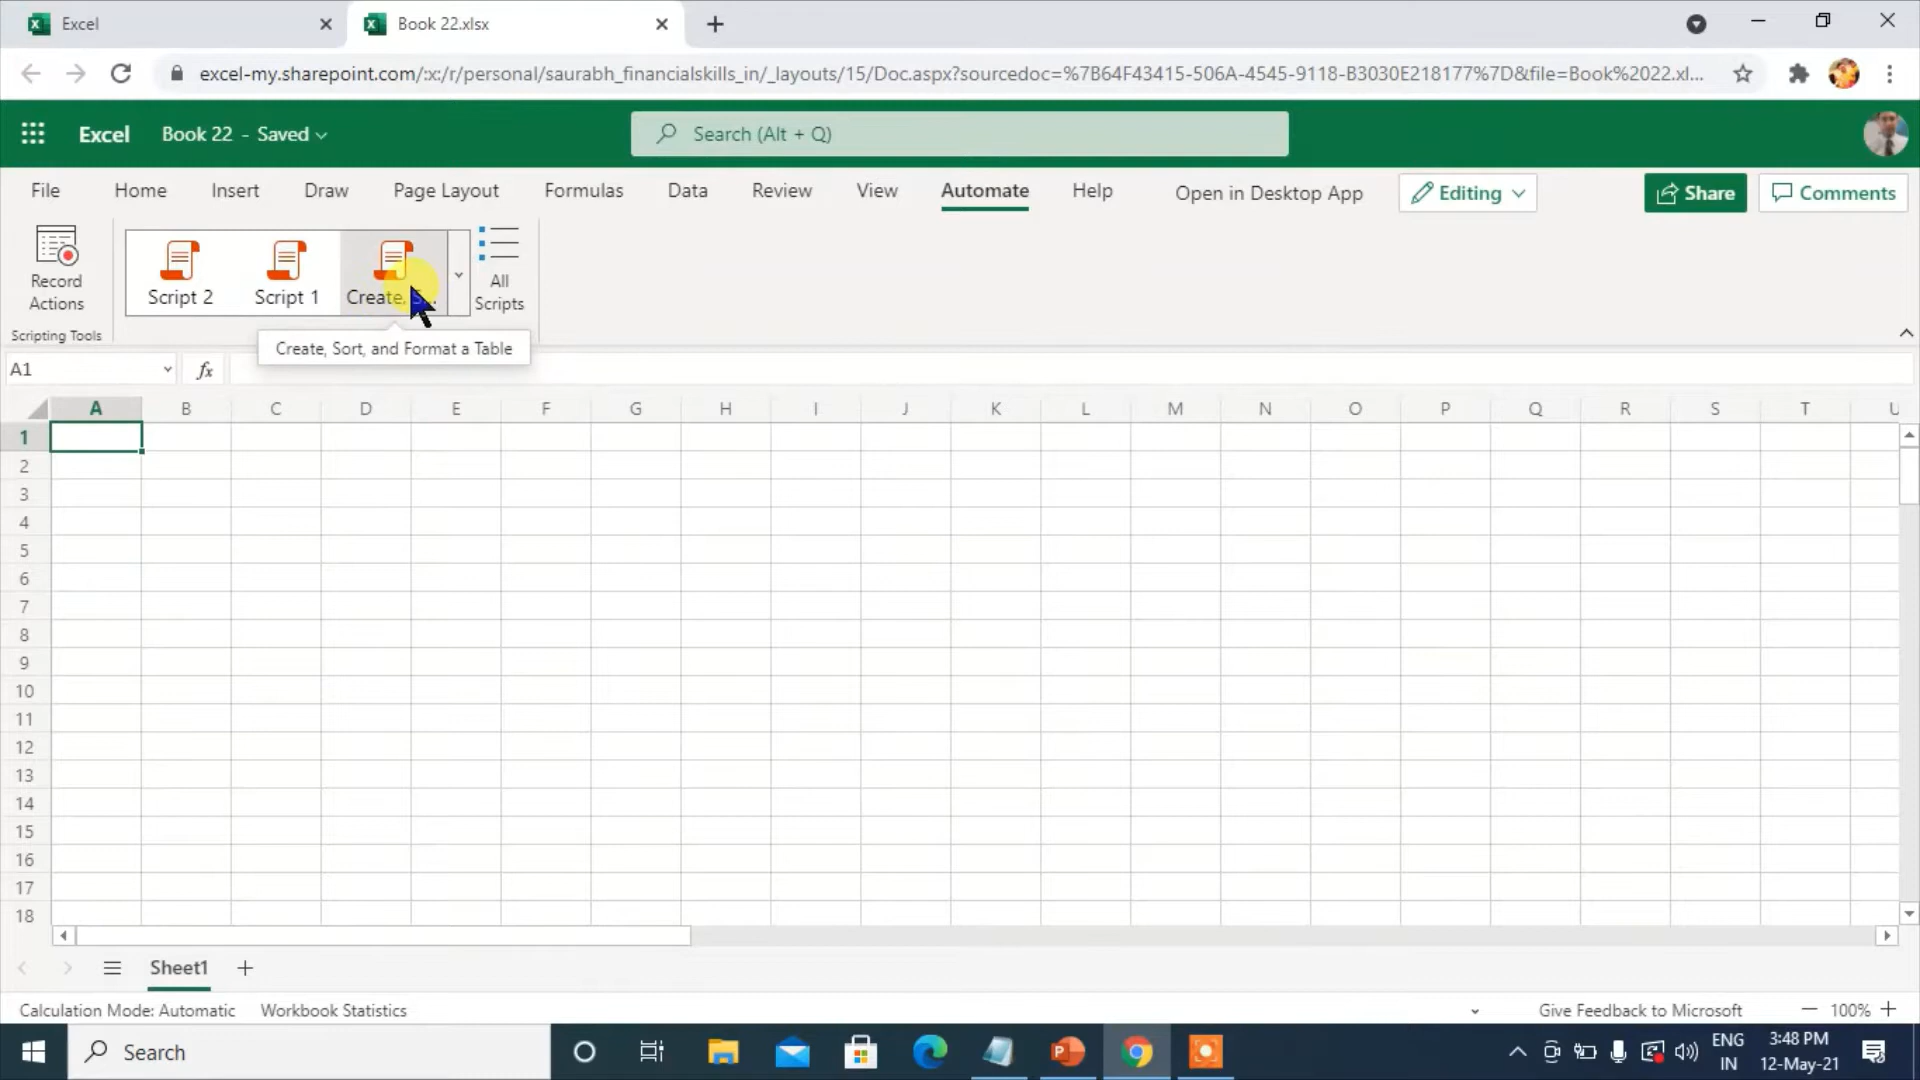 Excel
Book 22.xlsx
excel-my.sharepoint.com/:x:/r/personal/saurabh_financialskills_in/_layouts/15/Doc.aspx?sourcedoc=%7B64F43415-506A-4545-9118-B3030E218177%7D&file=Book%2022.xl...
Excel
Book 22 - Saved
Search (Alt + Q)
File Home Insert Draw Page Layout Formulas Data Review View Automate Help Open in Desktop App Editing Share Comments
Record Actions
Script 2
Script 1
Create, S...
All Scripts
Scripting Tools
Create, Sort, and Format a Table
A1
fx
A B C D E F G H I J K L M N O P Q R S T U
1
2
3
4
5
6
7
8
9
10
11
12
13
14
15
16
17
18
Sheet1
Calculation Mode: Automatic Workbook Statistics Give Feedback to Microsoft 100%
Search
ENG
IN
3:48 PM
12-May-21